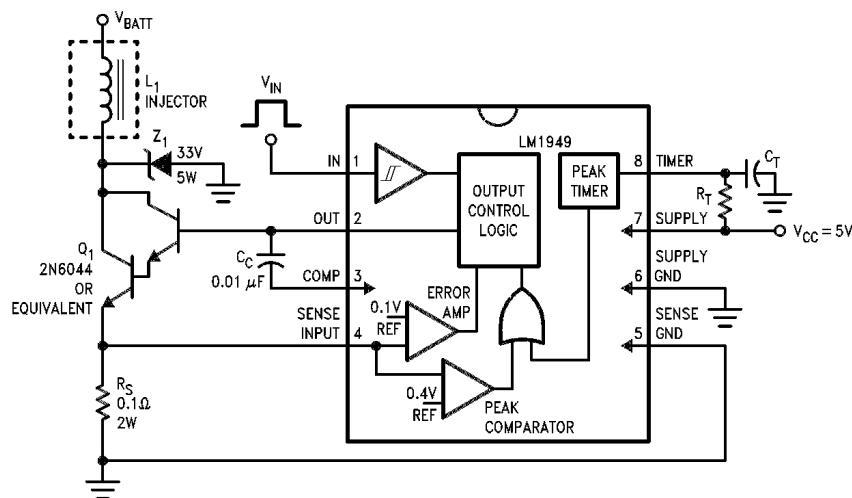 VBATT
L1
INJECTOR
VIN
Z1
33V
5W
LM1949
IN
1
OUTPUT
CONTROL
LOGIC
PEAK
TIMER
8
TIMER
CT
RT
7
SUPPLY
VCC = 5V
OUT
2
Q1
2N6044
OR
EQUIVALENT
CC
0.01 μF
COMP
3
SUPPLY
6
GND
ERROR
AMP
0.1V
REF
SENSE
INPUT
4
SENSE
5
GND
0.4V
REF
PEAK
COMPARATOR
RS
0.1Ω
2W